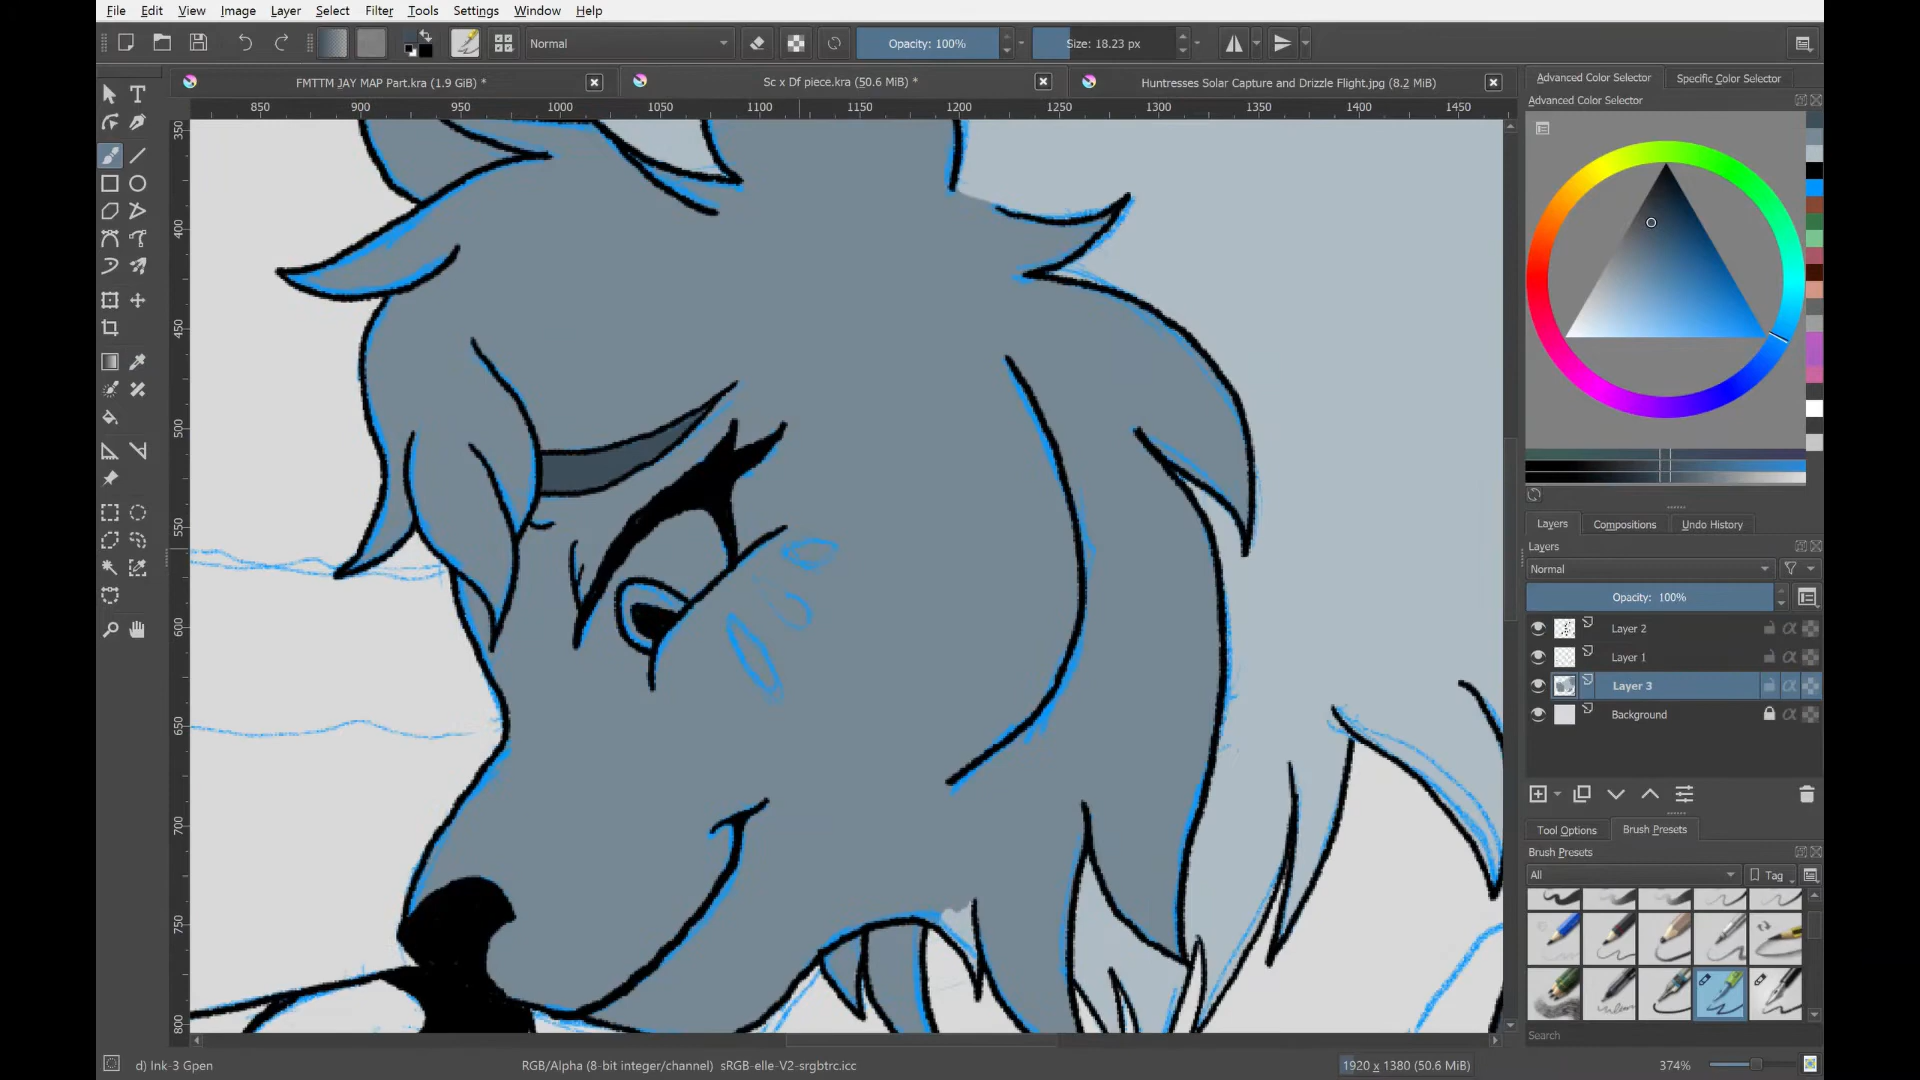 File Edit View Image Layer Select Filter Tools Settings Window Help
Normal Opacity: 100% Size: 18.23 px
FMTTM JAY MAP Part.kra (1.9 GiB) * Sc x Df piece.kra (50.6 MiB) * Huntresses Solar Capture and Drizzle Flight.jpg (8.2 MiB)
Advanced Color Selector Specific Color Selector
Advanced Color Selector
850 900 950 1000 1050 1100 1150 1200 1250 1300 1350 1400 1450
350
400
450
500
550
600
650
700
750
800
Layers Compositions Undo History
Layers
Normal
Opacity: 100%
Layer 2
Layer 1
Layer 3
Background
Tool Options Brush Presets
Brush Presets
All Tag
Search
d) Ink-3 Gpen RGB/Alpha (8-bit integer/channel) sRGB-elle-V2-srgbtrc.icc 1920 x 1380 (50.6 MiB) 374%